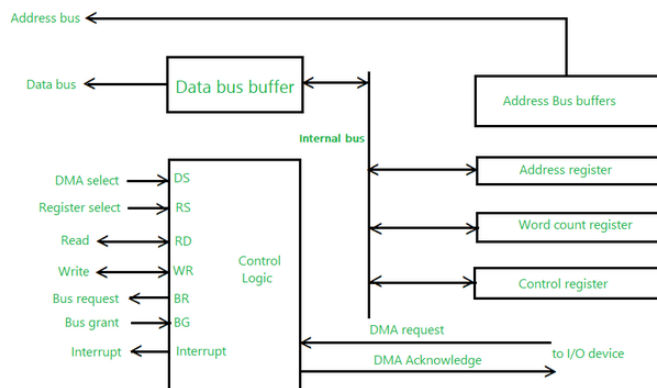 Address bus
Data bus
Data bus buffer
Address Bus buffers
Internal bus
Address register
Word count register
Control register
DMA select
DS
Register select
RS
Read
RD
Write
WR
Bus request
BR
Bus grant
BG
Interrupt
Interrupt
Control
Logic
DMA request
DMA Acknowledge
to I/O device